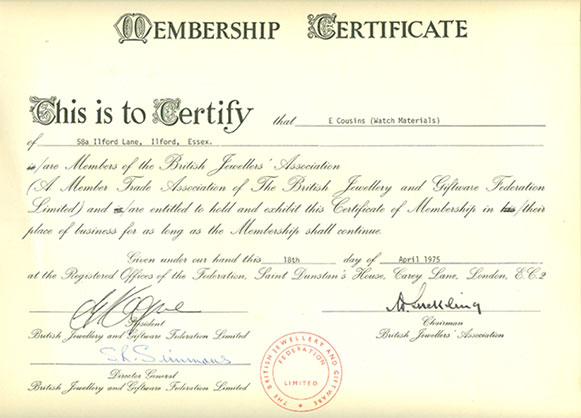 MEMBERSHIP CERTIFICATE
This is to Certify that E Cousins (Watch Materials)
of 58a Ilford Lane, Ilford, Essex.
is/are Members of the British Jewellers' Association
(A Member Trade Association of The British Jewellery and Giftware Federation
Limited) and is/are entitled to hold and exhibit this Certificate of Membership in his/their
place of business for as long as the Membership shall continue.
Given under our hand this 18th day of April 1975
at the Registered Offices of the Federation, Saint Dunstan's House, Carey Lane, London, E.C.2
President
British Jewellery and Giftware Federation Limited
Chairman
British Jewellers' Association
S.L. Simmons
Director General
British Jewellery and Giftware Federation Limited
THE BRITISH JEWELLERY AND GIFTWARE
FEDERATION
LIMITED